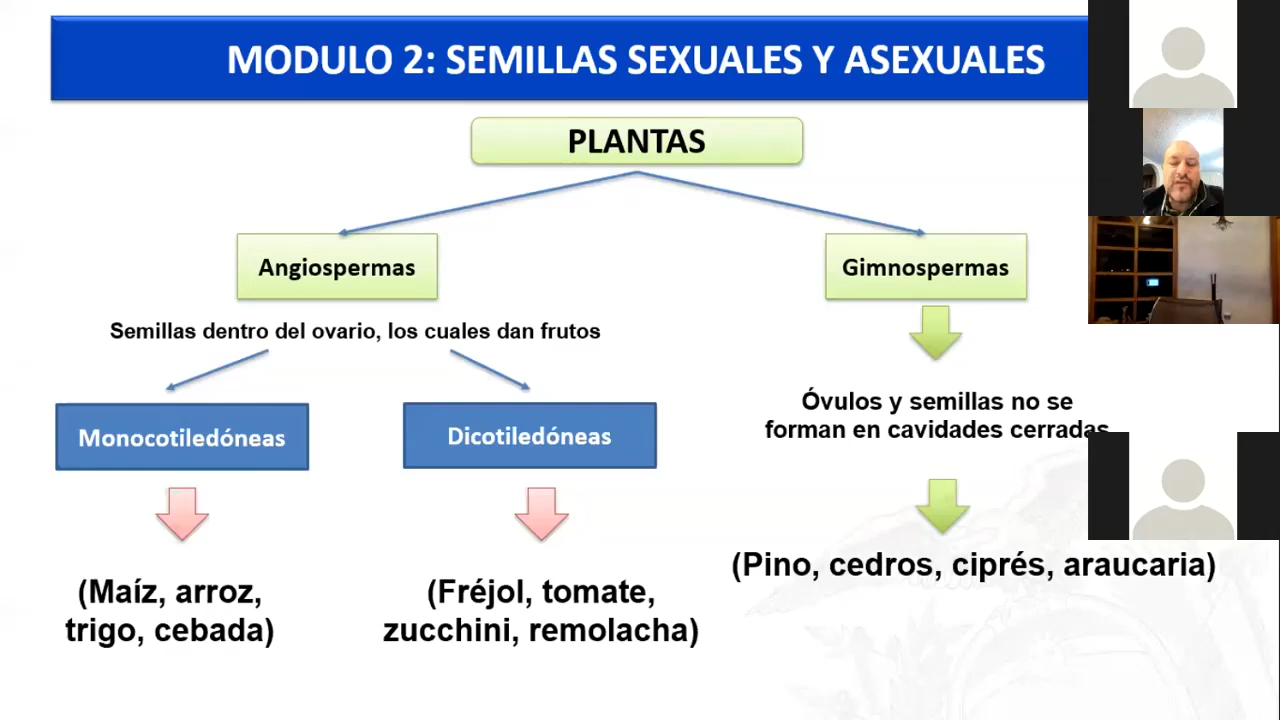 MODULO 2: SEMILLAS SEXUALES Y ASEXUALES
PLANTAS
Angiospermas
Gimnospermas
Semillas dentro del ovario, los cuales dan frutos
Monocotiledóneas
Dicotiledóneas
Óvulos y semillas no se
forman en cavidades cerradas
(Maíz, arroz,
trigo, cebada)
(Fréjol, tomate,
zucchini, remolacha)
(Pino, cedros, ciprés, araucaria)